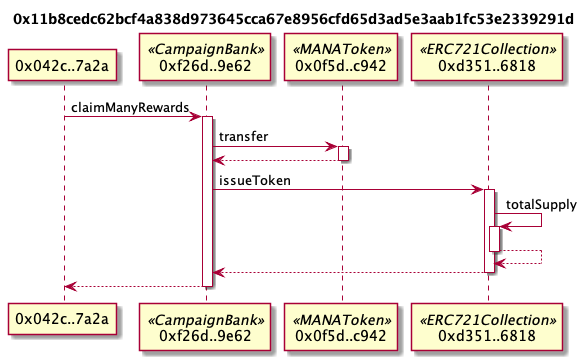 0x11b8cedc62bcf4a838d973645cca67e8956cfd65d3ad5e3aab1fc53e2339291d
0x042c..7a2a
«CampaignBank»
0xf26d..9e62
«MANAToken»
0x0f5d..c942
«ERC721Collection»
0xd351..6818
claimManyRewards
transfer
issueToken
totalSupply
0x042c..7a2a
«CampaignBank»
0xf26d..9e62
«MANAToken»
0x0f5d..c942
«ERC721Collection»
0xd351..6818